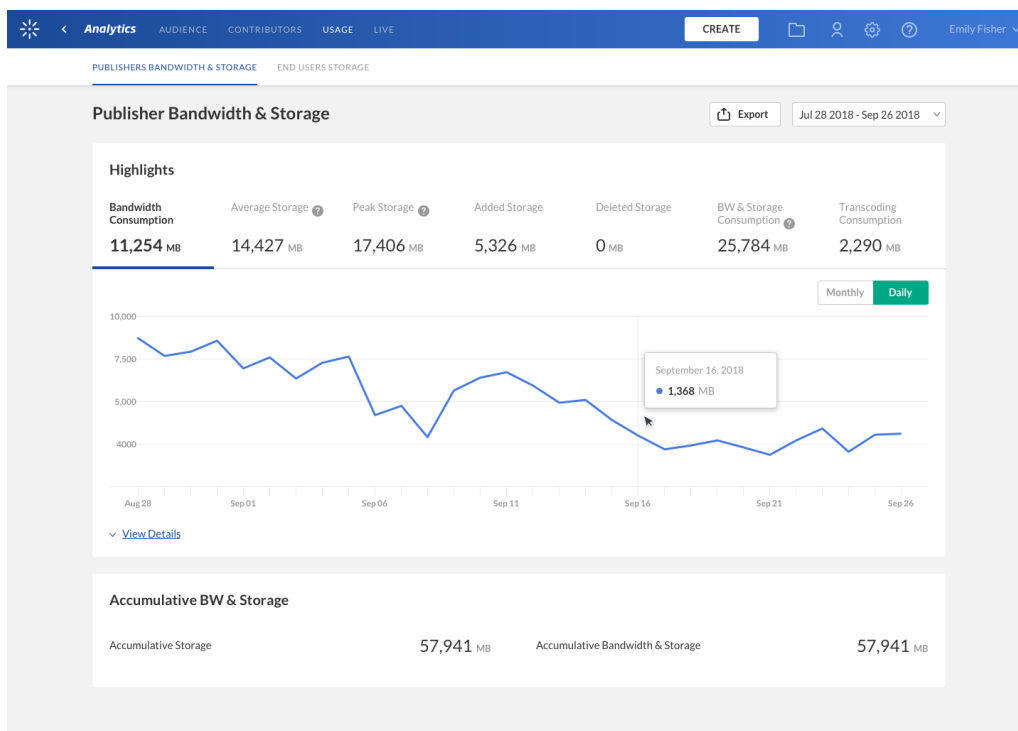 Analytics AUDIENCE CONTRIBUTORS USAGE LIVE CREATE Emily Fisher
PUBLISHERS BANDWIDTH & STORAGE END USERS STORAGE
Publisher Bandwidth & Storage Export Jul 28 2018 - Sep 26 2018
Highlights
Bandwidth Consumption
11,254 MB
Average Storage ?
14,427 MB
Peak Storage ?
17,406 MB
Added Storage
5,326 MB
Deleted Storage
0 MB
BW & Storage Consumption ?
25,784 MB
Transcoding Consumption
2,290 MB
Monthly Daily
10,000
7,500
5,000
4000
September 16, 2018
1,368 MB
Aug 28 Sep 01 Sep 06 Sep 11 Sep 16 Sep 21 Sep 26
View Details
Accumulative BW & Storage
Accumulative Storage 57,941 MB Accumulative Bandwidth & Storage 57,941 MB